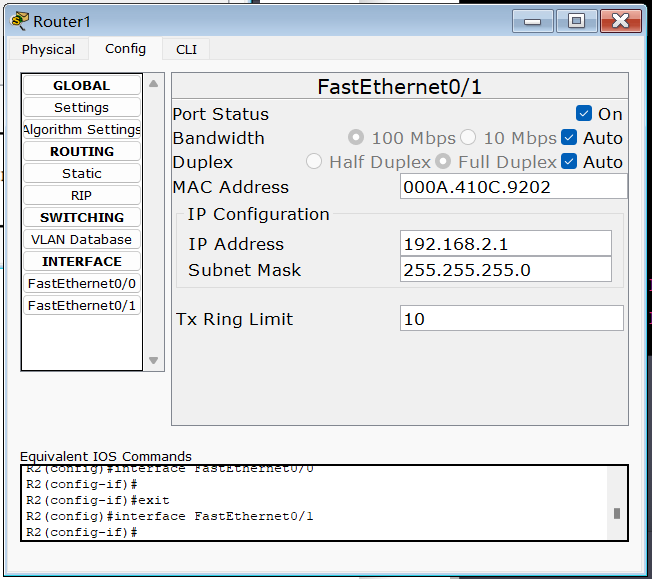 Router1
Physical Config CLI
GLOBAL
Settings
Algorithm Settings
ROUTING
Static
RIP
SWITCHING
VLAN Database
INTERFACE
FastEthernet0/0
FastEthernet0/1
FastEthernet0/1
Port Status On
Bandwidth 100 Mbps 10 Mbps Auto
Duplex Half Duplex Full Duplex Auto
MAC Address 000A.410C.9202
IP Configuration
IP Address 192.168.2.1
Subnet Mask 255.255.255.0
Tx Ring Limit 10
Equivalent IOS Commands
R2(config)#interface FastEthernet0/0
R2(config-if)#
R2(config-if)#exit
R2(config)#interface FastEthernet0/1
R2(config-if)#